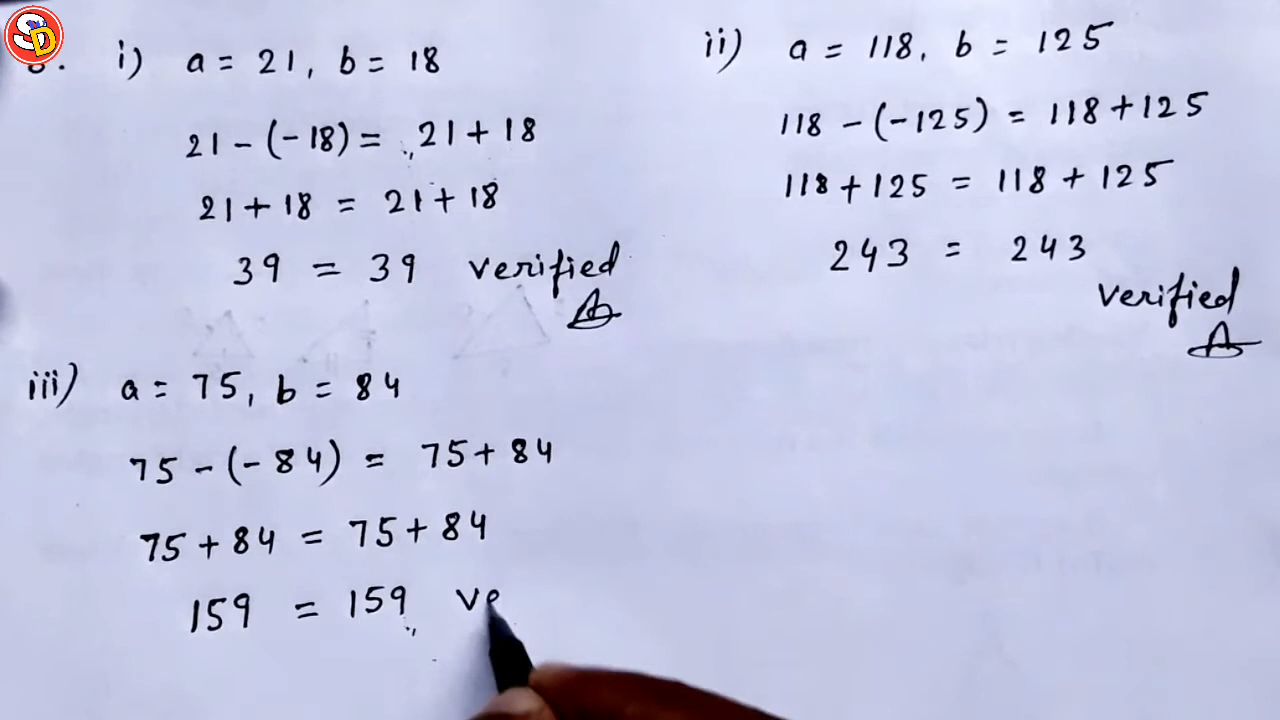 SD
i) a = 21, b = 18
21 - (-18) = 21 + 18
21 + 18 = 21 + 18
39 = 39 verified
ii) a = 118, b = 125
118 - (-125) = 118 + 125
118 + 125 = 118 + 125
243 = 243
verified
iii) a = 75, b = 84
75 - (-84) = 75 + 84
75 + 84 = 75 + 84
159 = 159 ve